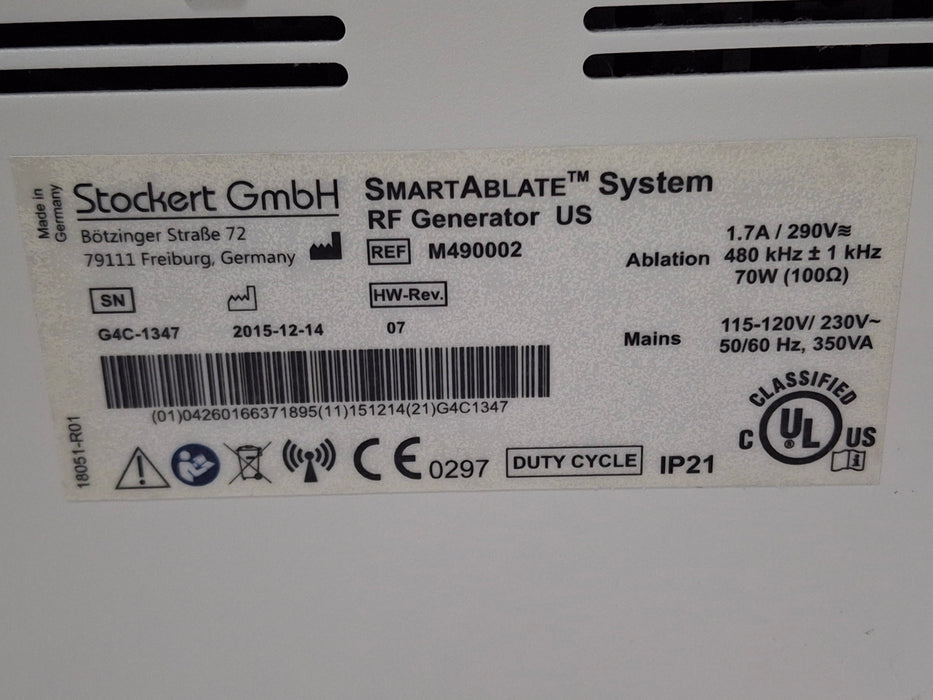 Made in
Germany
Stockert GmbH
Bötzinger Straße 72
79111 Freiburg, Germany
SMARTABLATE™ System
RF Generator US
REF M490002
Ablation 1.7A / 290V≋
480 kHz ± 1 kHz
70W (100Ω)
SN
G4C-1347
2015-12-14
HW-Rev.
07
Mains 115-120V/ 230V~
50/60 Hz, 350VA
(01)04260166371895(11)151214(21)G4C1347
18051-R01
CE 0297
DUTY CYCLE
IP21
CLASSIFIED
C UL US
i